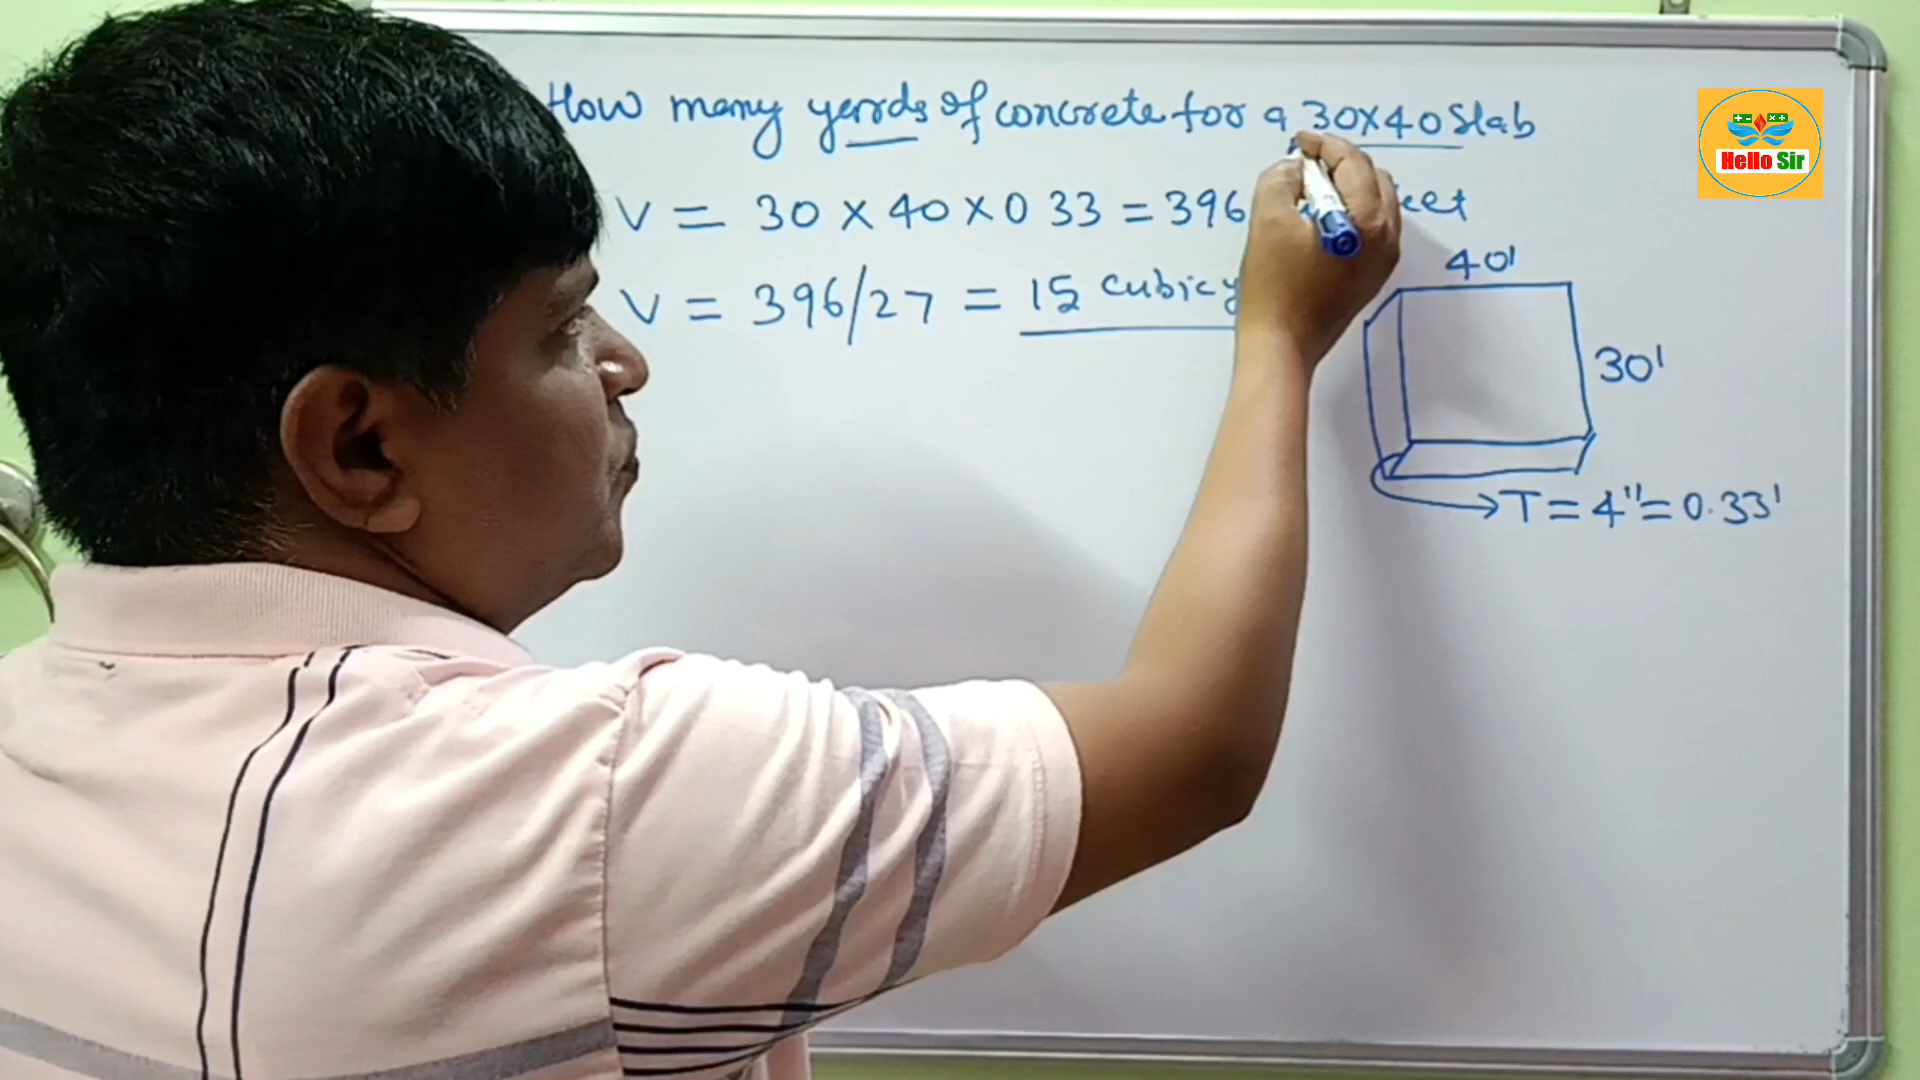 How many yards of concrete for a 30X40 Slab
V = 30 X 40 X 0 33 = 396
V = 396/27 = 15 cubic y
40'
30'
T = 4" = 0.33'
Hello Sir